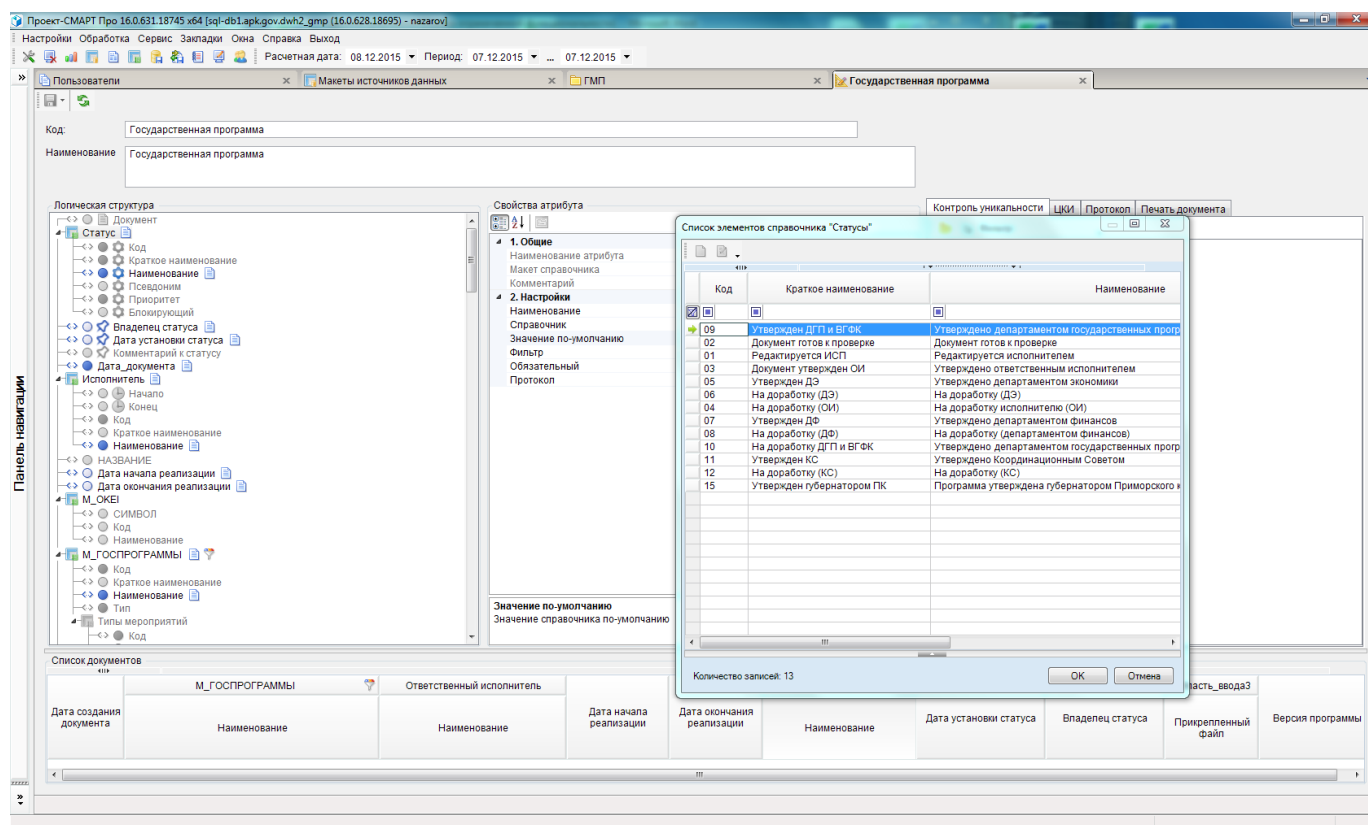 Проект-СМАРТ Про 16.0.631.18745 x64 [sql-db1.apk.gov.dwh2_gmp (16.0.628.18695) - nazarov]
Настройки Обработка Сервис Закладки Окна Справка Выход
Расчетная дата: 08.12.2015 Период: 07.12.2015 ... 07.12.2015
Пользователи Макеты источников данных ГМП Государственная программа
Код: Государственная программа
Наименование Государственная программа
Панель навигации
Логическая структура
Документ
Статус
Код
Краткое наименование
Наименование
Псевдоним
Приоритет
Блокирующий
Владелец статуса
Дата установки статуса
Комментарий к статусу
Дата_документа
Исполнитель
Начало
Конец
Код
Краткое наименование
Наименование
НАЗВАНИЕ
Дата начала реализации
Дата окончания реализации
M_OKEI
СИМВОЛ
Код
Наименование
М_ГОСПРОГРАММЫ
Код
Краткое наименование
Наименование
Тип
Типы мероприятий
Код
Свойства атрибута
1. Общие
Наименование атрибута
Макет справочника
Комментарий
2. Настройки
Наименование
Справочник
Значение по-умолчанию
Фильтр
Обязательный
Протокол
Значение по-умолчанию
Значение справочника по-умолчанию
Контроль уникальности ЦКИ Протокол Печать документа
Список элементов справочника "Статусы"
Код Краткое наименование Наименование
09 Утвержден ДГП и ВГФК Утверждено департаментом государственных прогр
02 Документ готов к проверке Документ готов к проверке
01 Редактируется ИСП Редактируется исполнителем
03 Документ утвержден ОИ Утверждено ответственным исполнителем
05 Утвержден ДЭ Утверждено департаментом экономики
06 На доработку (ДЭ) На доработку (ДЭ)
04 На доработку (ОИ) На доработку исполнителю (ОИ)
07 Утвержден ДФ Утверждено департаментом финансов
08 На доработку (ДФ) На доработку (департаментом финансов)
10 На доработку ДГП и ВГФК Утверждено департаментом государственных прогр
11 Утвержден КС Утверждено Координационным Советом
12 На доработку (КС) На доработку (КС)
15 Утвержден губернатором ПК Программа утверждена губернатором Приморского к
Количество записей: 13 OK Отмена
Список документов
М_ГОСПРОГРАММЫ Ответственный исполнитель ласть_ввода3
Дата создания документа Наименование Наименование Дата начала реализации Дата окончания реализации Наименование Дата установки статуса Владелец статуса Прикрепленный файл Версия программы